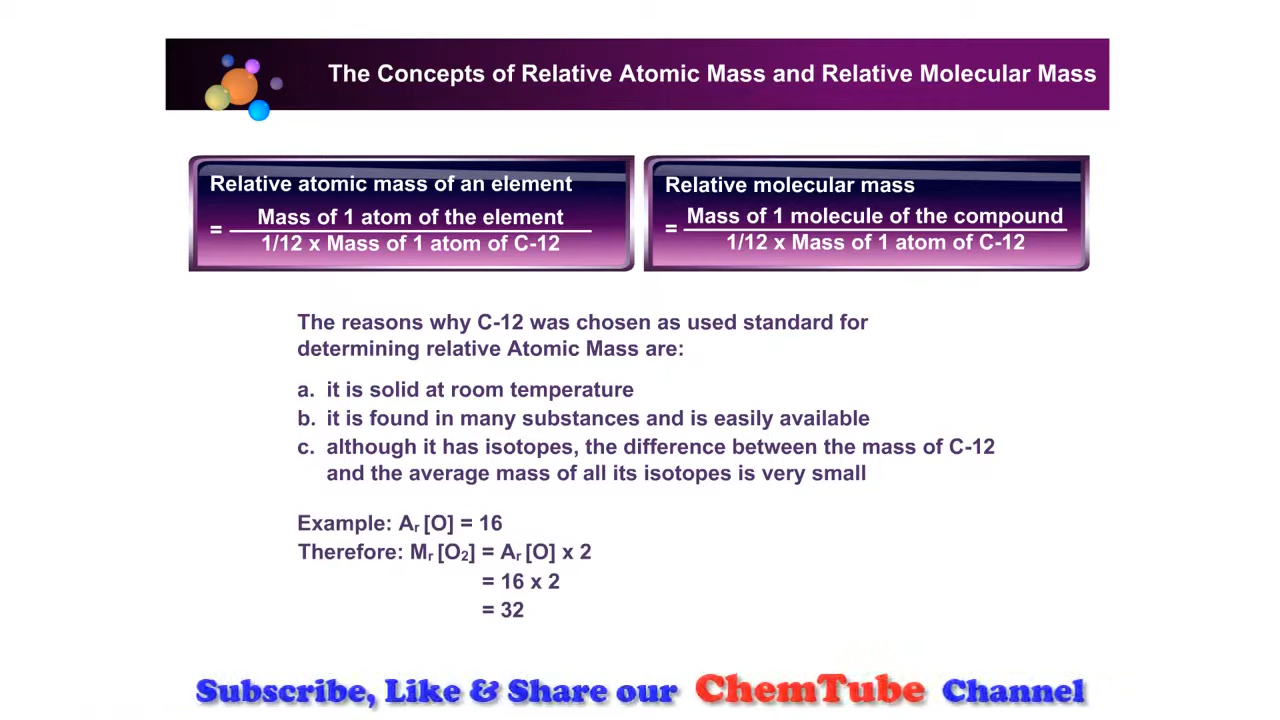 The Concepts of Relative Atomic Mass and Relative Molecular Mass
Relative atomic mass of an element
= Mass of 1 atom of the element
1/12 x Mass of 1 atom of C-12
Relative molecular mass
= Mass of 1 molecule of the compound
1/12 x Mass of 1 atom of C-12
The reasons why C-12 was chosen as used standard for
determining relative Atomic Mass are:
a. it is solid at room temperature
b. it is found in many substances and is easily available
c. although it has isotopes, the difference between the mass of C-12
and the average mass of all its isotopes is very small
Example: Aᵣ [O] = 16
Therefore: Mᵣ [O₂] = Aᵣ [O] x 2
= 16 x 2
= 32
Subscribe, Like & Share our ChemTube Channel